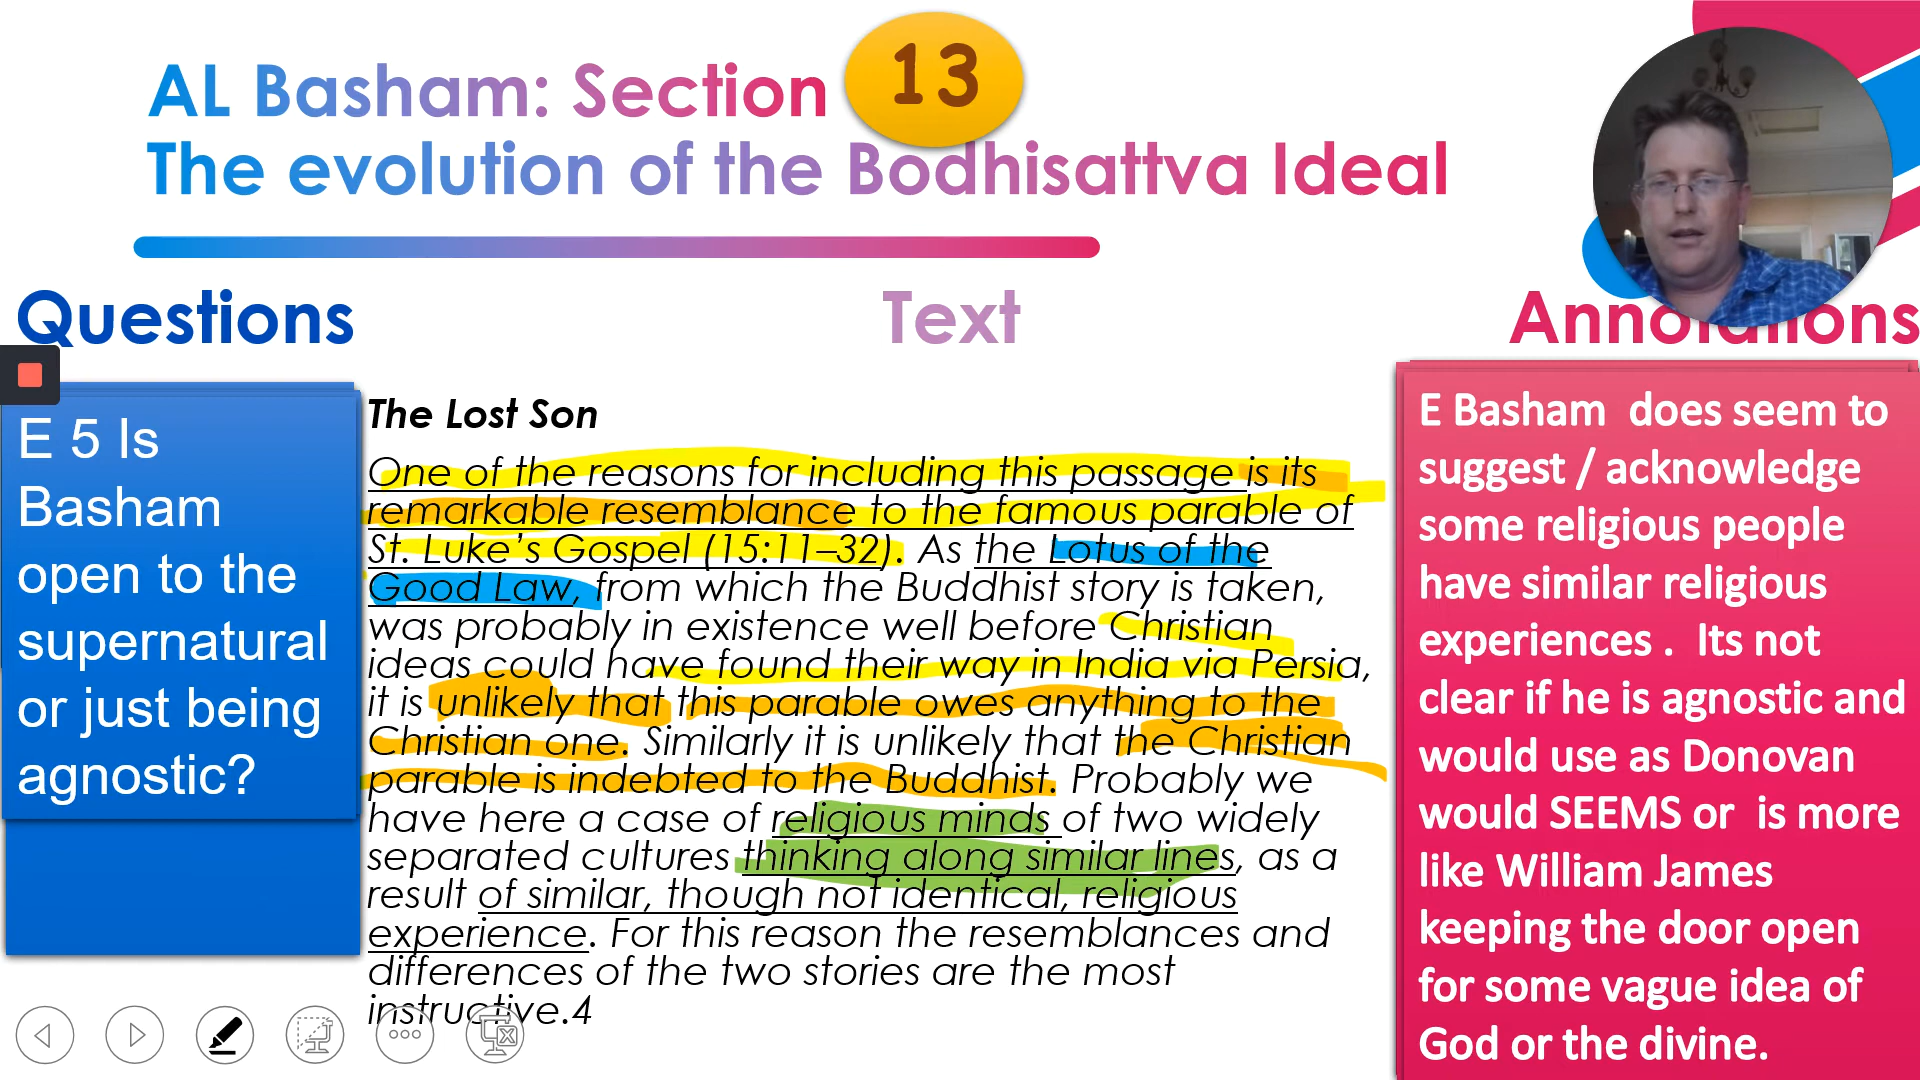 AL Basham: Section 13
The evolution of the Bodhisattva Ideal
Questions
Text
Annotations
E 5 Is
Basham
open to the
supernatural
or just being
agnostic?
The Lost Son
One of the reasons for including this passage is its
remarkable resemblance to the famous parable of
St. Luke’s Gospel (15:11–32). As the Lotus of the
Good Law, from which the Buddhist story is taken,
was probably in existence well before Christian
ideas could have found their way in India via Persia,
it is unlikely that this parable owes anything to the
Christian one. Similarly it is unlikely that the Christian
parable is indebted to the Buddhist. Probably we
have here a case of religious minds of two widely
separated cultures thinking along similar lines, as a
result of similar, though not identical, religious
experience. For this reason the resemblances and
differences of the two stories are the most
instructive.4
E Basham does seem to
suggest / acknowledge
some religious people
have similar religious
experiences . Its not
clear if he is agnostic and
would use as Donovan
would SEEMS or is more
like William James
keeping the door open
for some vague idea of
God or the divine.